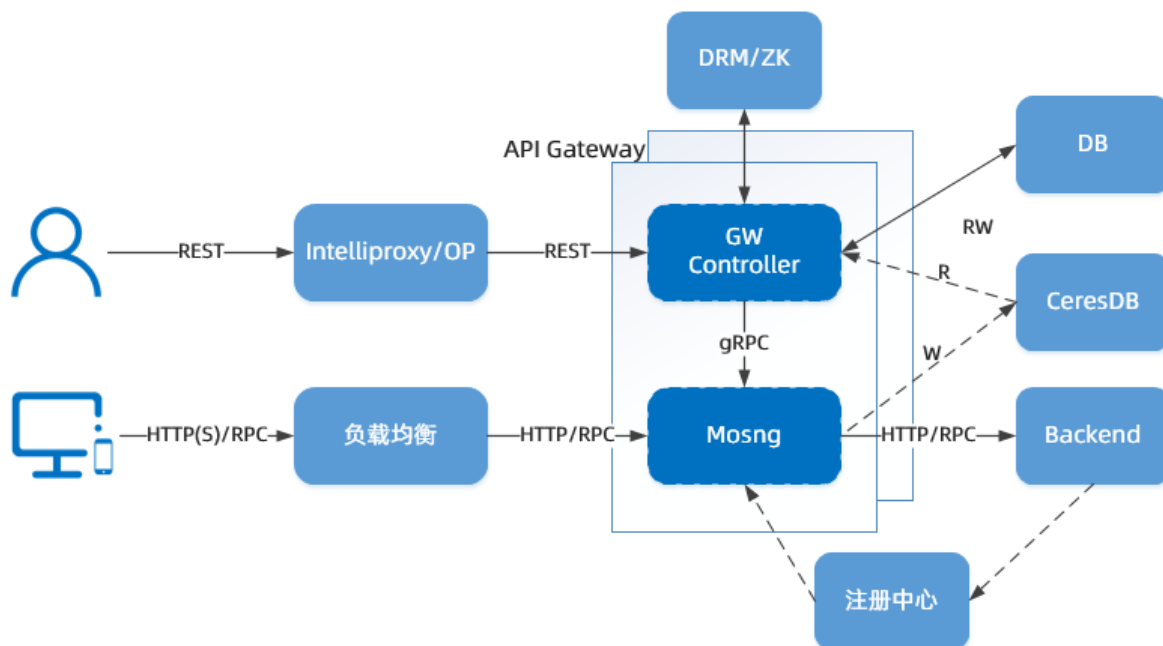 DRM/ZK
API Gateway
DB
REST
Intelliproxy/OP
REST
GW
Controller
RW
R
CeresDB
gRPC
W
HTTP(S)/RPC
负载均衡
HTTP/RPC
Mosng
HTTP/RPC
Backend
注册中心